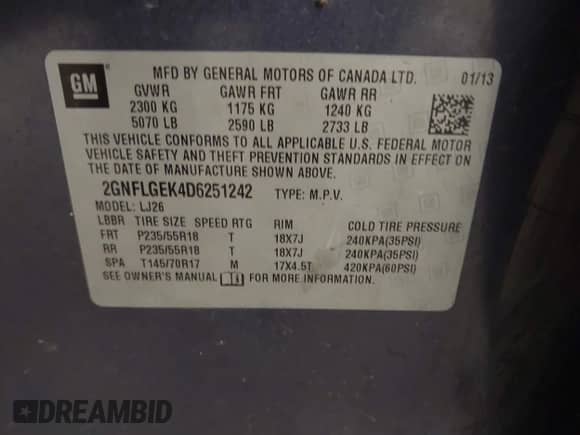 GM
MFD BY GENERAL MOTORS OF CANADA LTD. 01/13
GVWR GAWR FRT GAWR RR
2300 KG 1175 KG 1240 KG
5070 LB 2590 LB 2733 LB
THIS VEHICLE CONFORMS TO ALL APPLICABLE U.S. FEDERAL MOTOR
VEHICLE SAFETY AND THEFT PREVENTION STANDARDS IN EFFECT ON
THE DATE OF MANUFACTURE SHOWN ABOVE.
2GNFLGEK4D6251242 TYPE: M.P.V.
MODEL: LJ26
LBBR TIRE SIZE SPEED RTG RIM COLD TIRE PRESSURE
FRT P235/55R18 T 18X7J 240KPA(35PSI)
RR P235/55R18 T 18X7J 240KPA(35PSI)
SPA T145/70R17 M 17X4.5T 420KPA(60PSI)
SEE OWNER'S MANUAL FOR MORE INFORMATION.
DREAMBID